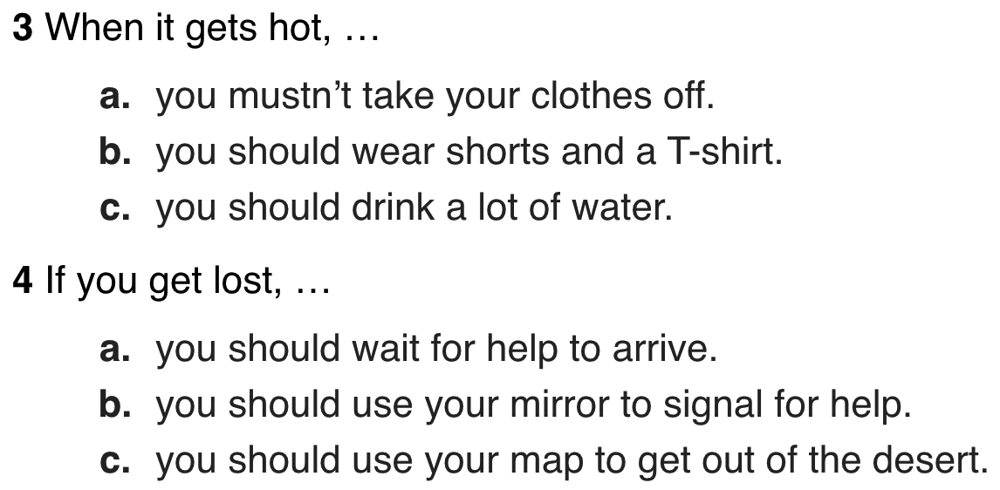 3 When it gets hot, …
a. you mustn’t take your clothes off.
b. you should wear shorts and a T-shirt.
c. you should drink a lot of water.
4 If you get lost, …
a. you should wait for help to arrive.
b. you should use your mirror to signal for help.
c. you should use your map to get out of the desert.